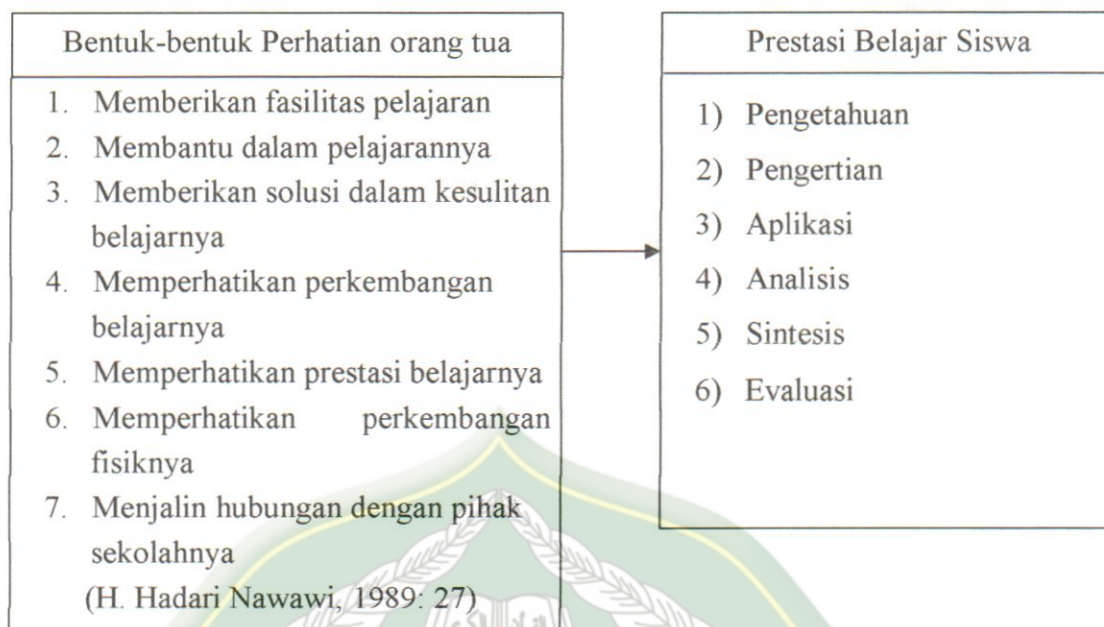 Bentuk-bentuk Perhatian orang tua
1. Memberikan fasilitas pelajaran
2. Membantu dalam pelajarannya
3. Memberikan solusi dalam kesulitan
belajarnya
4. Memperhatikan perkembangan
belajarnya
5. Memperhatikan prestasi belajarnya
6. Memperhatikan perkembangan
fisiknya
7. Menjalin hubungan dengan pihak
sekolahnya
(H. Hadari Nawawi, 1989: 27)
Prestasi Belajar Siswa
1) Pengetahuan
2) Pengertian
3) Aplikasi
4) Analisis
5) Sintesis
6) Evaluasi